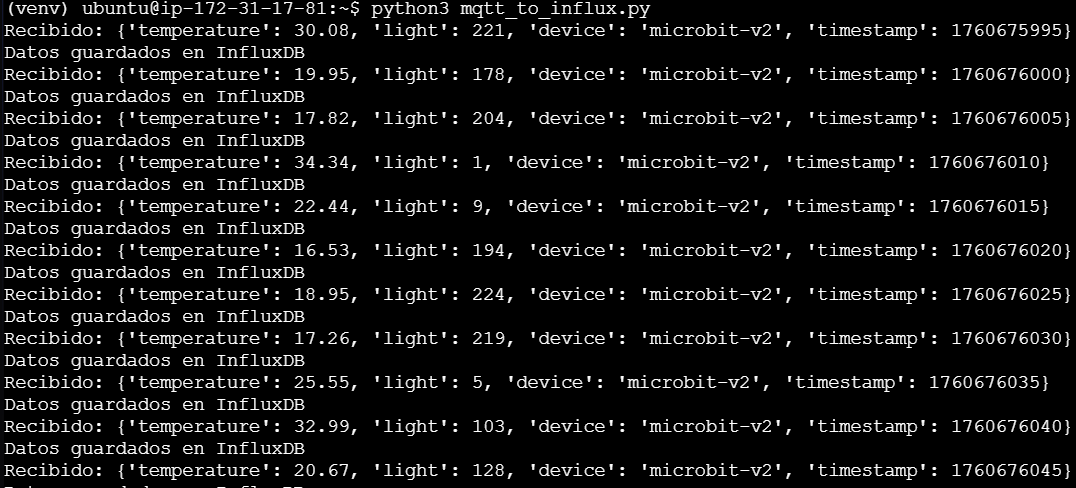 (venv) ubuntu@ip-172-31-17-81:~$ python3 mqtt_to_influx.py
Recibido: {'temperature': 30.08, 'light': 221, 'device': 'microbit-v2', 'timestamp': 1760675995}
Datos guardados en InfluxDB
Recibido: {'temperature': 19.95, 'light': 178, 'device': 'microbit-v2', 'timestamp': 1760676000}
Datos guardados en InfluxDB
Recibido: {'temperature': 17.82, 'light': 204, 'device': 'microbit-v2', 'timestamp': 1760676005}
Datos guardados en InfluxDB
Recibido: {'temperature': 34.34, 'light': 1, 'device': 'microbit-v2', 'timestamp': 1760676010}
Datos guardados en InfluxDB
Recibido: {'temperature': 22.44, 'light': 9, 'device': 'microbit-v2', 'timestamp': 1760676015}
Datos guardados en InfluxDB
Recibido: {'temperature': 16.53, 'light': 194, 'device': 'microbit-v2', 'timestamp': 1760676020}
Datos guardados en InfluxDB
Recibido: {'temperature': 18.95, 'light': 224, 'device': 'microbit-v2', 'timestamp': 1760676025}
Datos guardados en InfluxDB
Recibido: {'temperature': 17.26, 'light': 219, 'device': 'microbit-v2', 'timestamp': 1760676030}
Datos guardados en InfluxDB
Recibido: {'temperature': 25.55, 'light': 5, 'device': 'microbit-v2', 'timestamp': 1760676035}
Datos guardados en InfluxDB
Recibido: {'temperature': 32.99, 'light': 103, 'device': 'microbit-v2', 'timestamp': 1760676040}
Datos guardados en InfluxDB
Recibido: {'temperature': 20.67, 'light': 128, 'device': 'microbit-v2', 'timestamp': 1760676045}